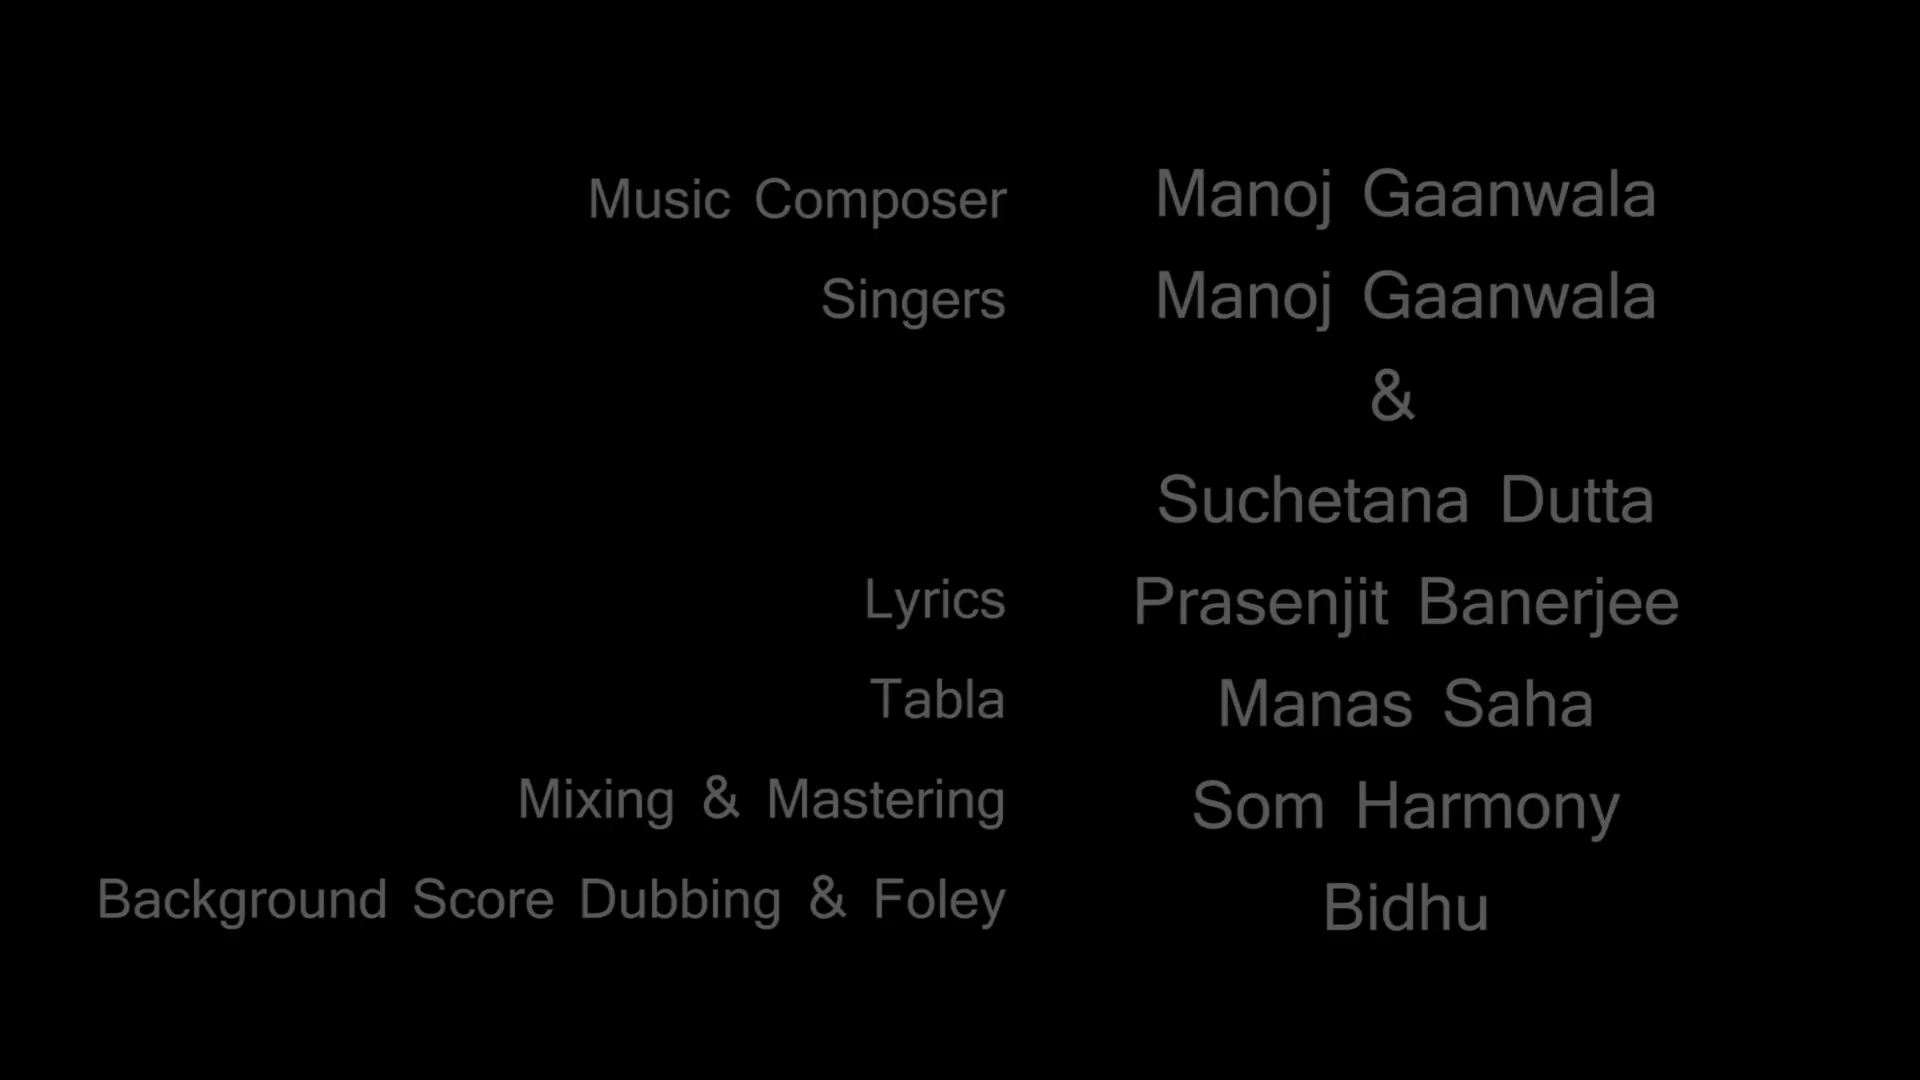 Music Composer Manoj Gaanwala
Singers Manoj Gaanwala
&
Suchetana Dutta
Lyrics Prasenjit Banerjee
Tabla Manas Saha
Mixing & Mastering Som Harmony
Background Score Dubbing & Foley Bidhu